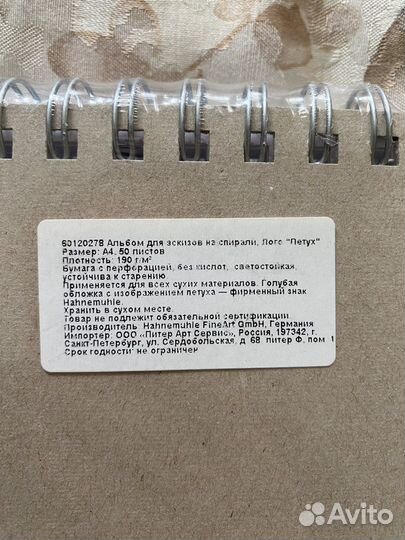 60120278 Альбом для эскизов на спирали, Лого "Петух"
Размер: А4, 50 листов
Плотность: 190 g/м²
Бумага с перфорацией, без кислот, светостойкая,
устойчива к старению
Применяется для всех сухих материалов. Голубая
обложка с изображением петуха — фирменный знак
Hahnemuhle.
Хранить в сухом месте.
Товар не подлежит обязательной сертификации.
Производитель: Hahnemuhle FineArt GmbH, Германия
Импортер: ООО «Питер Арт Сервис», Россия, 197342, г.
Санкт-Петербург, ул. Сердобольская, д. 68. литер Ф, пом. 1
Срок годности: не ограничен
Avito